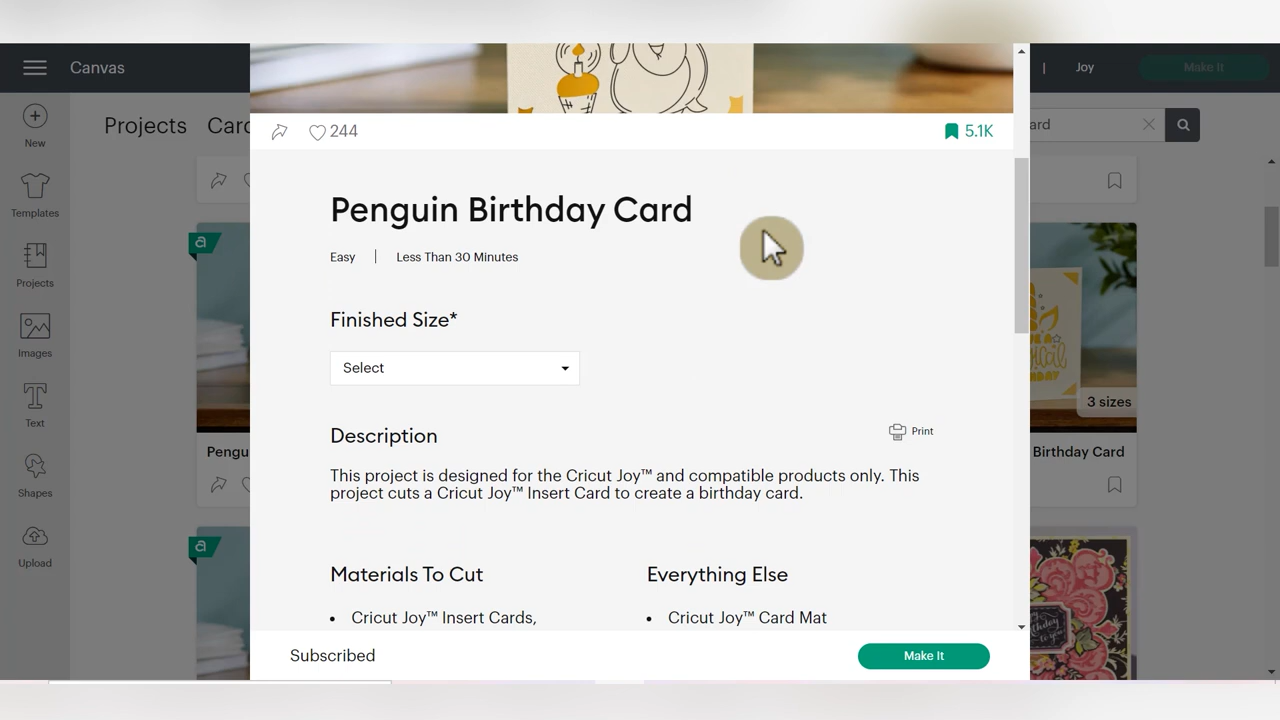 Canvas
Joy
Make It
Projects
New
Templates
Projects
Images
Text
Shapes
Upload
ard
244
5.1K
Penguin Birthday Card
Easy
Less Than 30 Minutes
Finished Size*
Select
Description
Print
This project is designed for the Cricut Joy™ and compatible products only. This
project cuts a Cricut Joy™ Insert Card to create a birthday card.
Materials To Cut
Everything Else
• Cricut Joy™ Insert Cards,
• Cricut Joy™ Card Mat
Subscribed
Make It
3 sizes
Birthday Card
a
Pengu
a